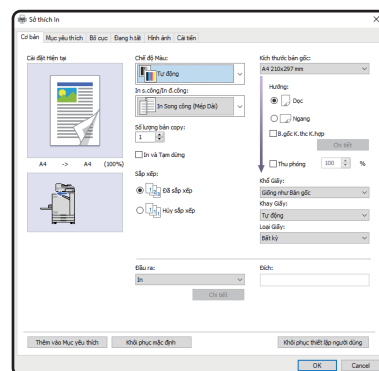 Sở thích In
Cơ bản Mục yêu thích Bố cục Đang h.tất Hình ảnh Cải tiến
Cài đặt Hiện tại
A4 -> A4 (100%)
Chế độ Màu:
Tự động
In s.công/In đ.công:
In Song công (Mép Dài)
Số lượng bản copy:
1
In và Tạm dừng
Sắp xếp:
Đã sắp xếp
Hủy sắp xếp
Kích thước bản gốc:
A4 210x297 mm
Hướng:
Dọc
Ngang
B.gốc K.thc K.hợp
Chi tiết
Thu phóng 100 %
Khổ Giấy:
Giống như Bản gốc
Khay Giấy:
Tự động
Loại Giấy:
Bất kỳ
Đầu ra:
In
Chi tiết
Đích:
Thêm vào Mục yêu thích Khôi phục mặc định Khôi phục thiết lập người dùng
OK Cancel